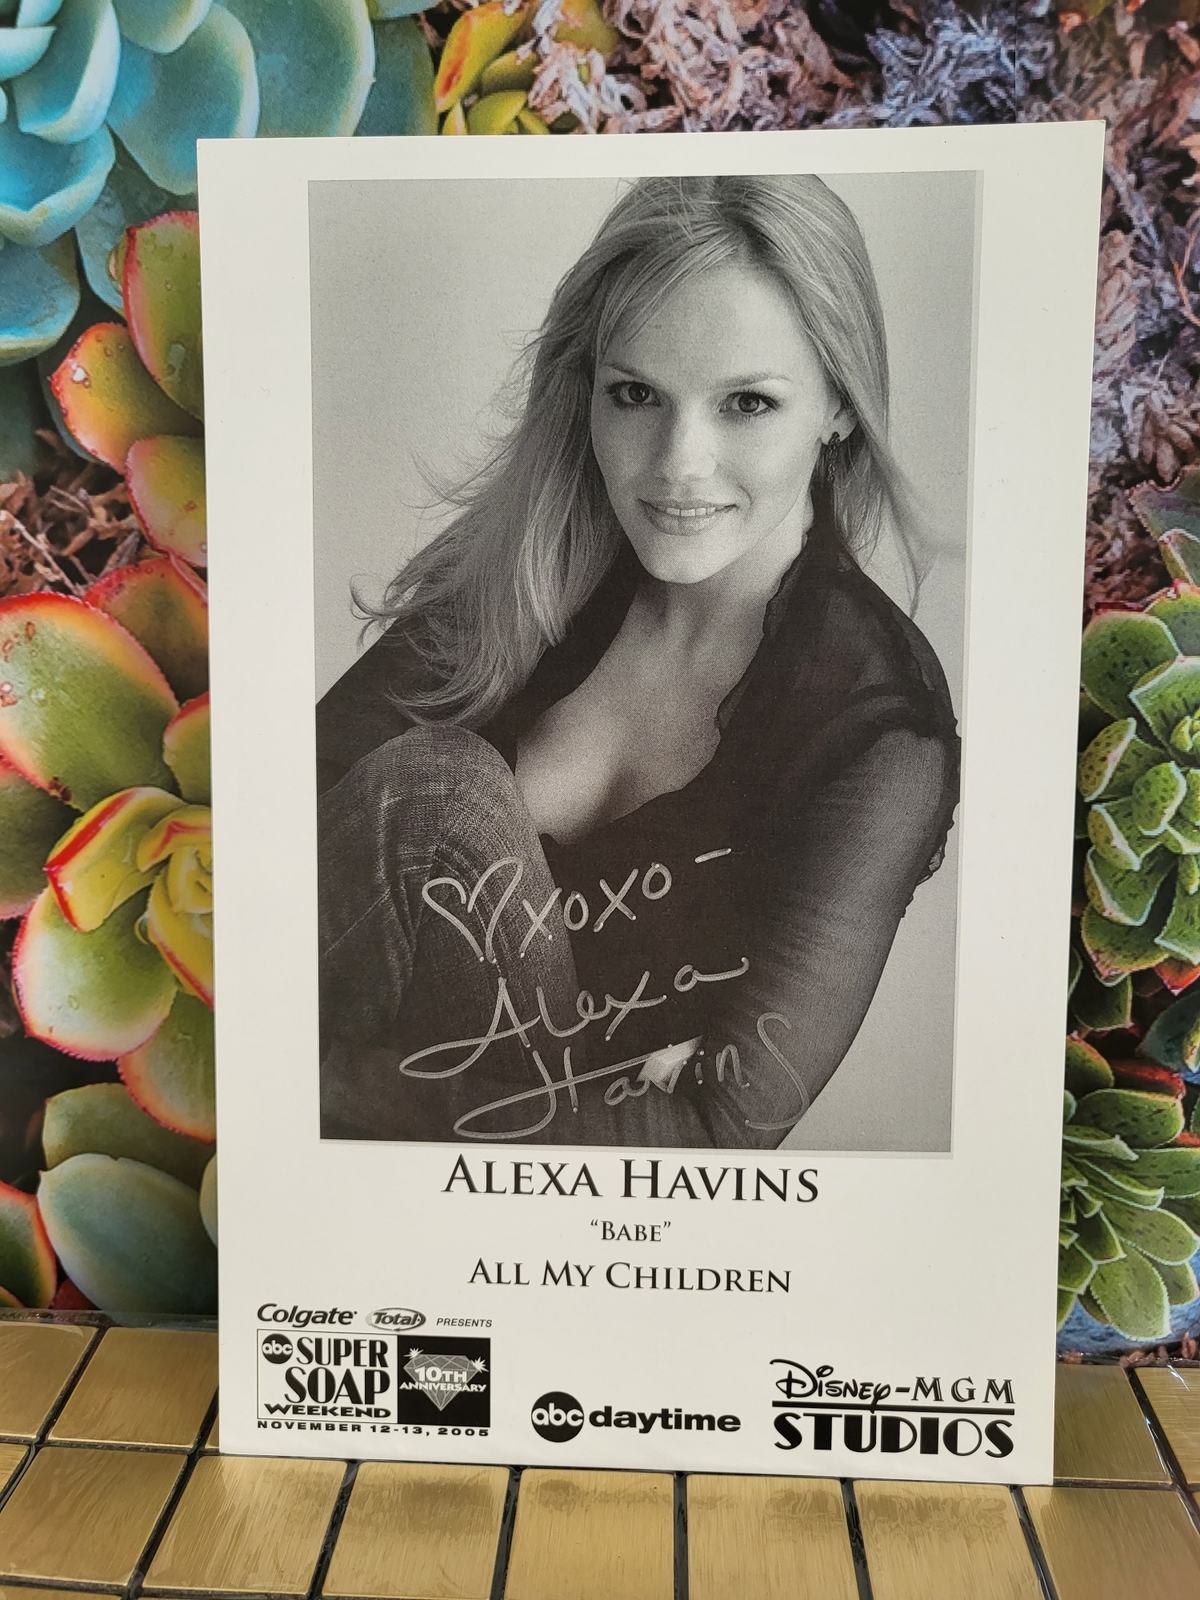 ♡xoxo -
Alexa
Havins
ALEXA HAVINS
“BABE”
ALL MY CHILDREN
Colgate® Total® PRESENTS
abc SUPER
SOAP
WEEKEND
10TH
ANNIVERSARY
NOVEMBER 12-13, 2005
abc daytime
Disney-MGM
STUDIOS